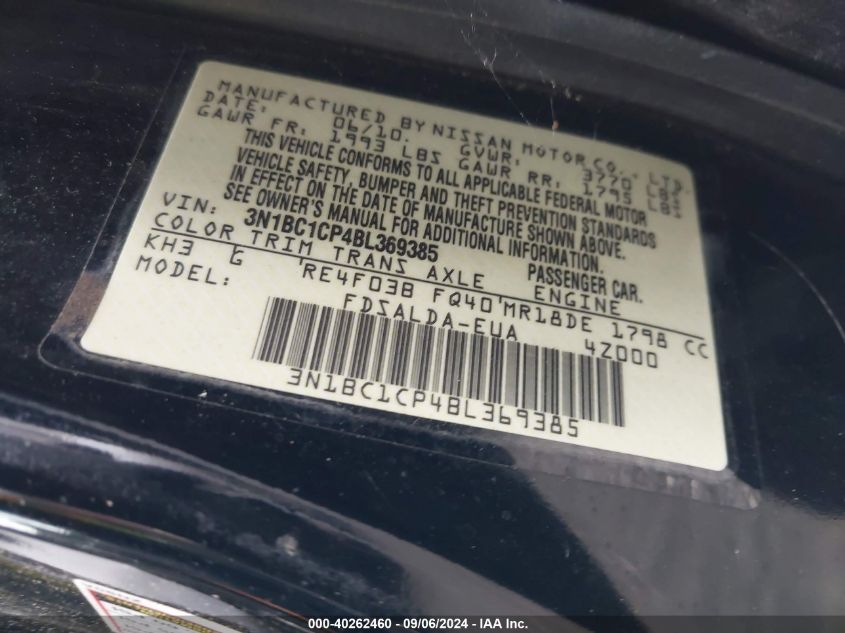 MANUFACTURED BY NISSAN MOTOR CO., LTD.
DATE: 06/10. GVWR: 3770 LBS
GAWR FR: 1993 LBS GAWR RR: 1795 LBS
THIS VEHICLE CONFORMS TO ALL APPLICABLE FEDERAL MOTOR
VEHICLE SAFETY, BUMPER AND THEFT PREVENTION STANDARDS
IN EFFECT ON THE DATE OF MANUFACTURE SHOWN ABOVE.
SEE OWNER'S MANUAL FOR ADDITIONAL INFORMATION.
VIN: 3N1BC1CP4BL369385 PASSENGER CAR.
COLOR TRIM TRANS AXLE ENGINE
KH3 G RE4F03B FQ40 MR18DE 1798 CC
MODEL: FDSALDA-EUA 4Z000
3N1BC1CP4BL369385
000-40262460 - 09/06/2024 - IAA Inc.